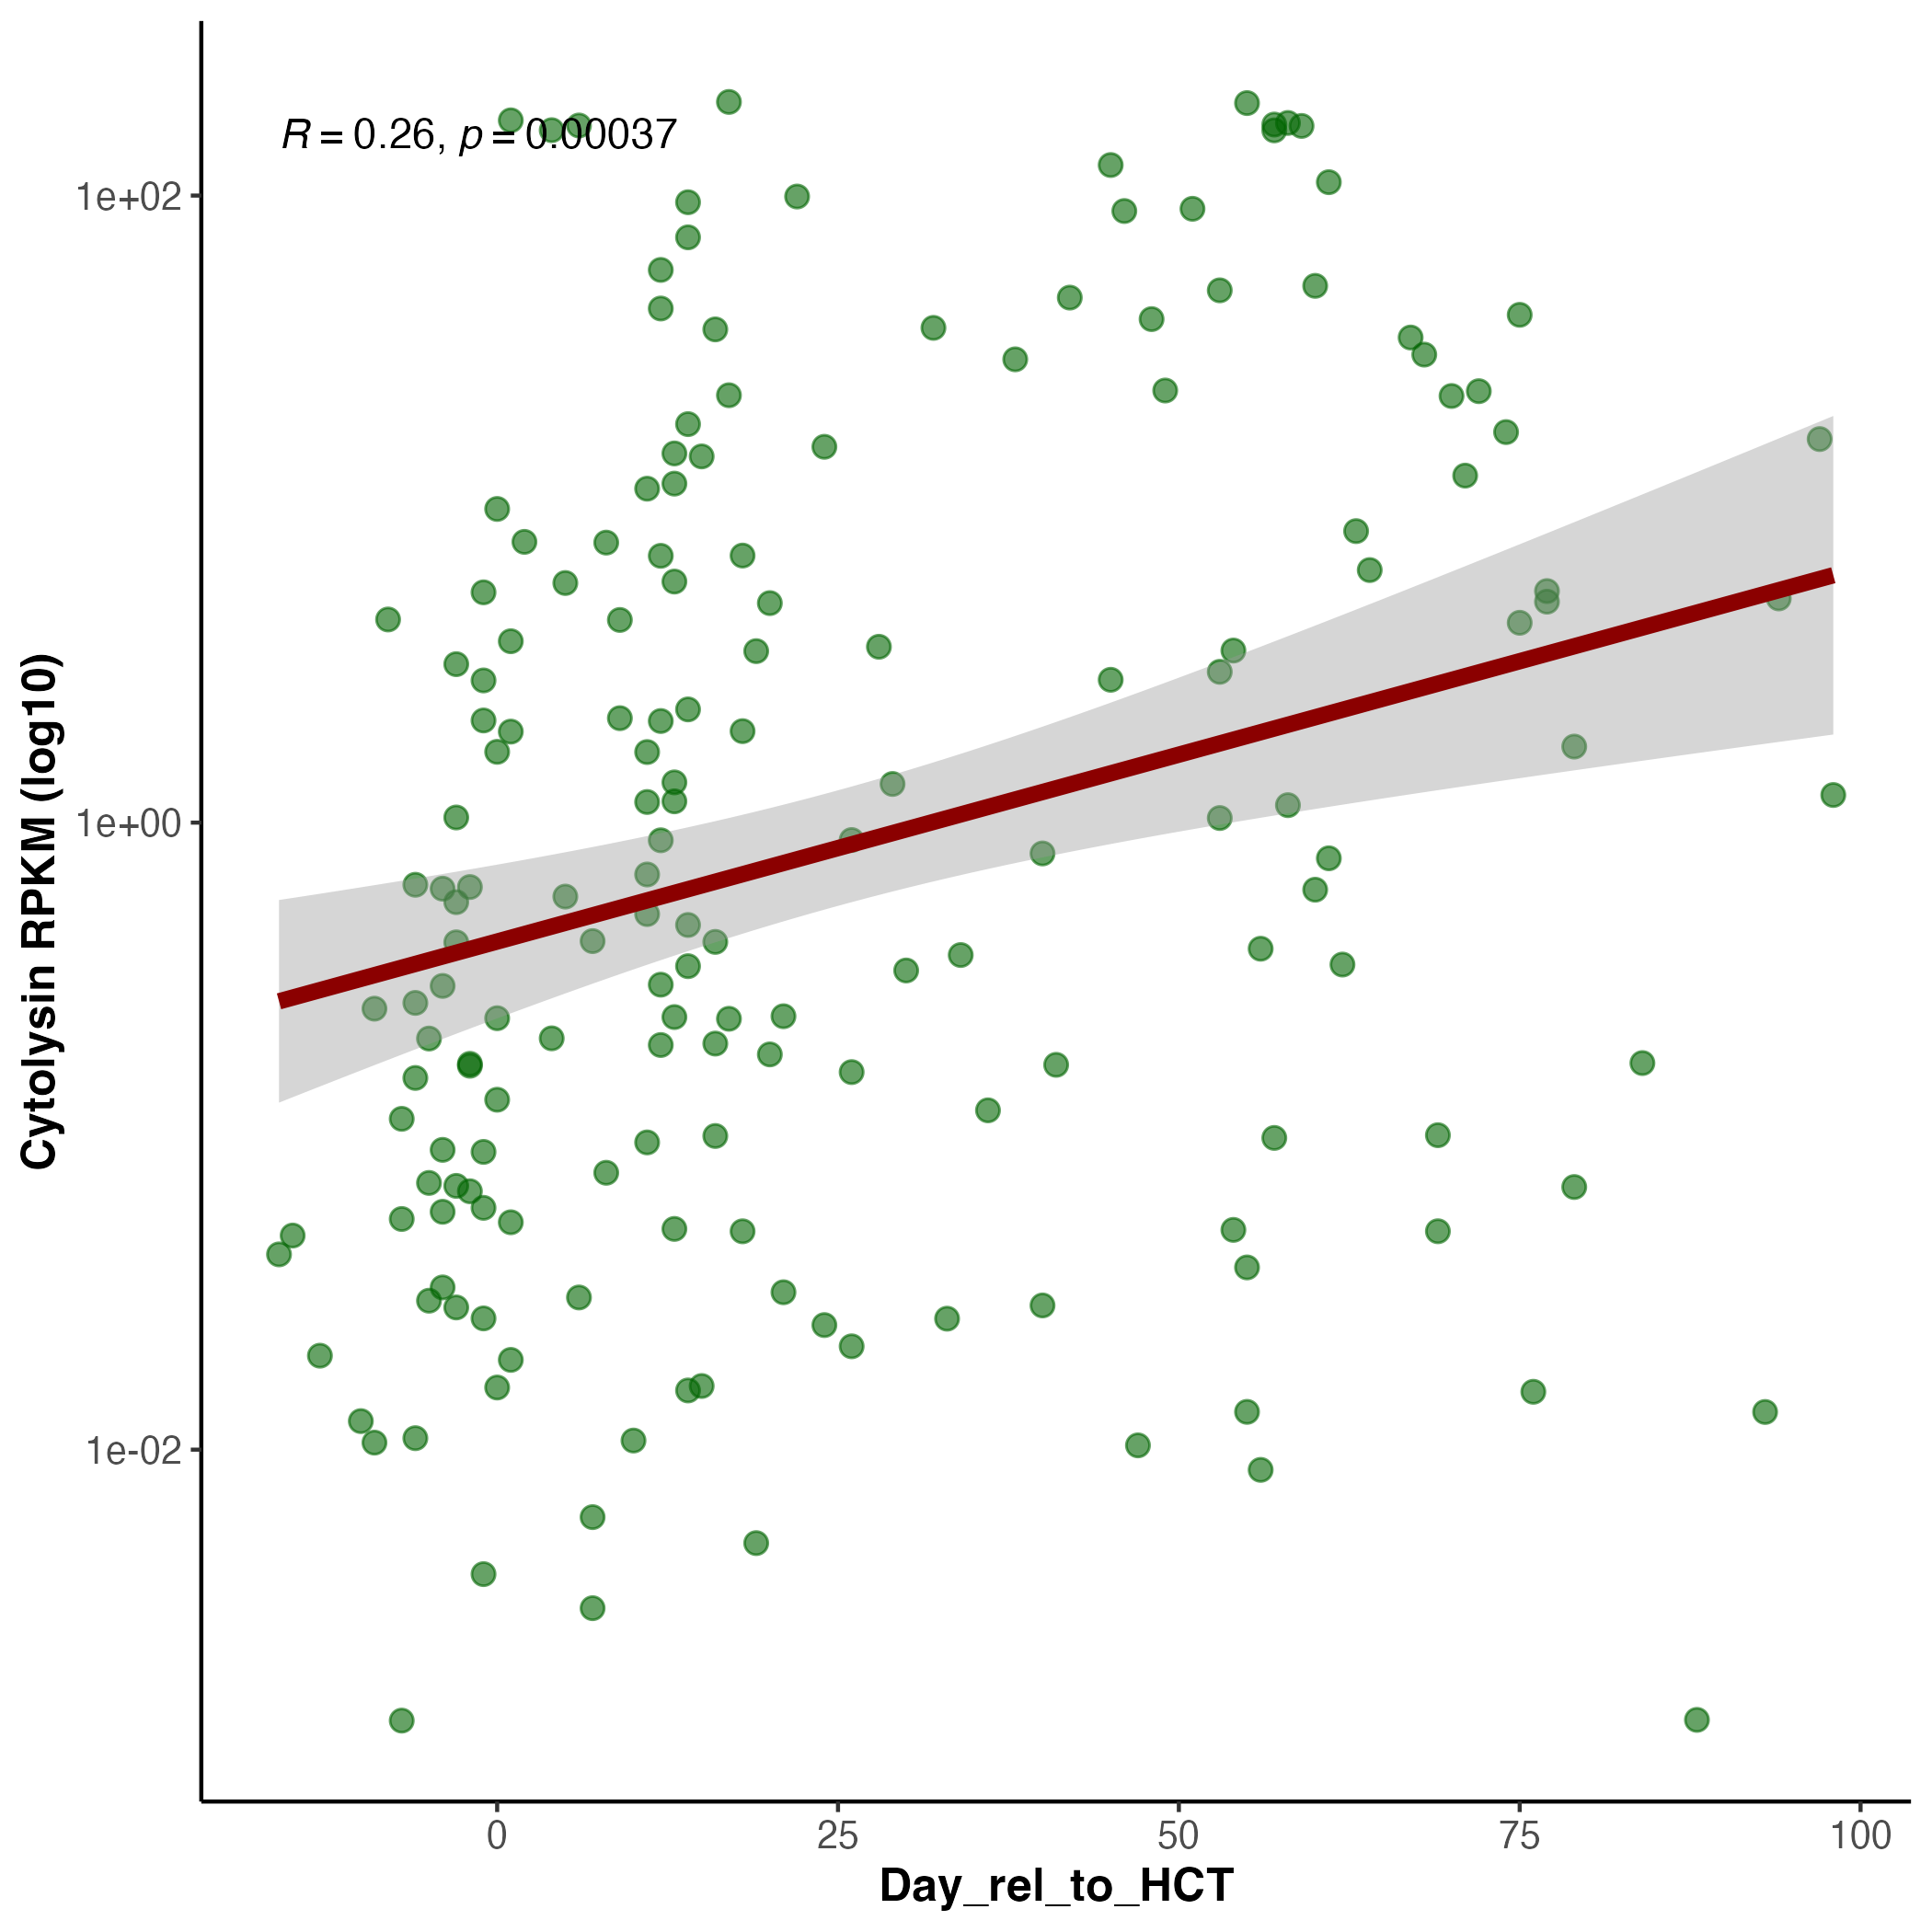 R = 0.26, p = 0.00037
1e+02
1e+00
1e-02
Cytolysin RPKM (log10)
0 25 50 75 100
Day_rel_to_HCT